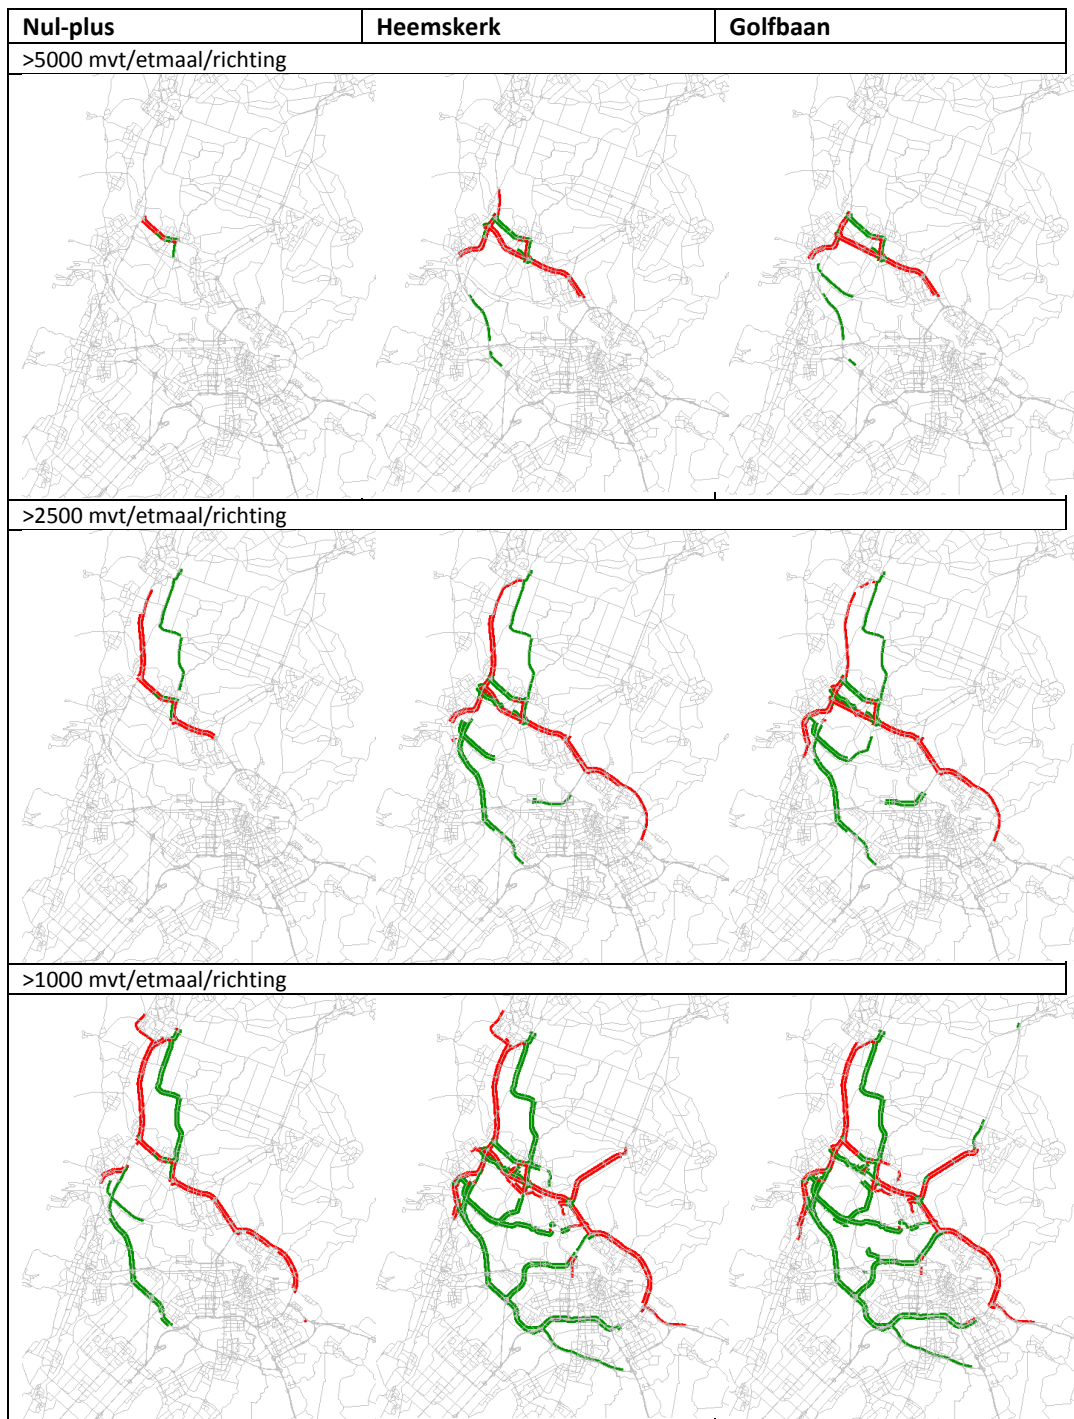 Nul-plus Heemskerk Golfbaan
>5000 mvt/etmaal/richting
>2500 mvt/etmaal/richting
>1000 mvt/etmaal/richting